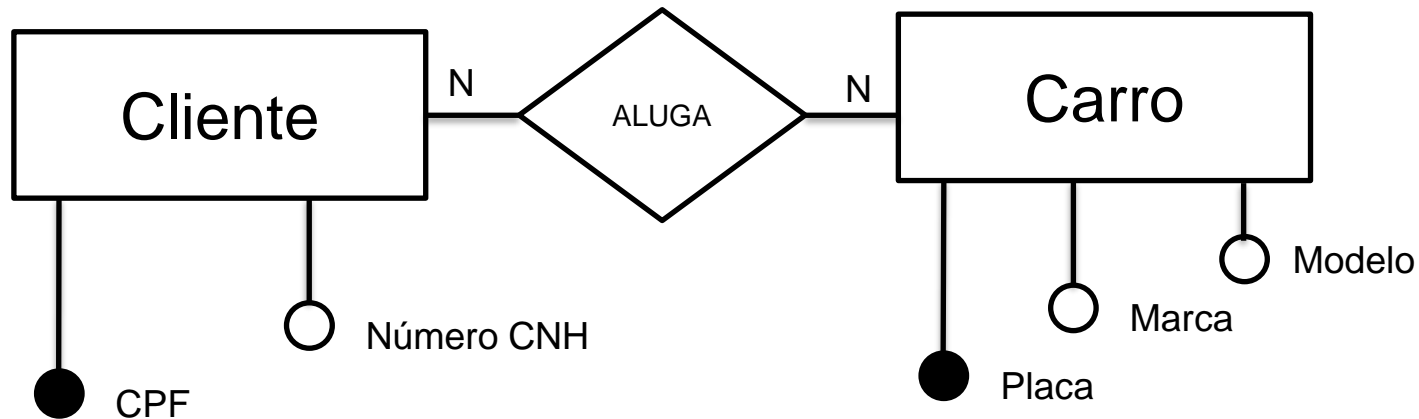 Cliente
N
ALUGA
N
Carro
CPF
Número CNH
Placa
Marca
Modelo